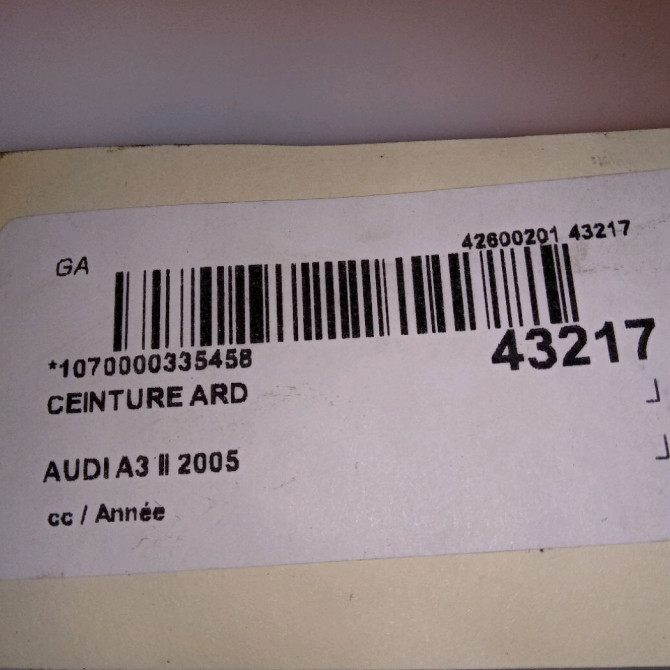 GA
42600201 43217
*1070000335458
43217
CEINTURE ARD
AUDI A3 II 2005
cc / Année